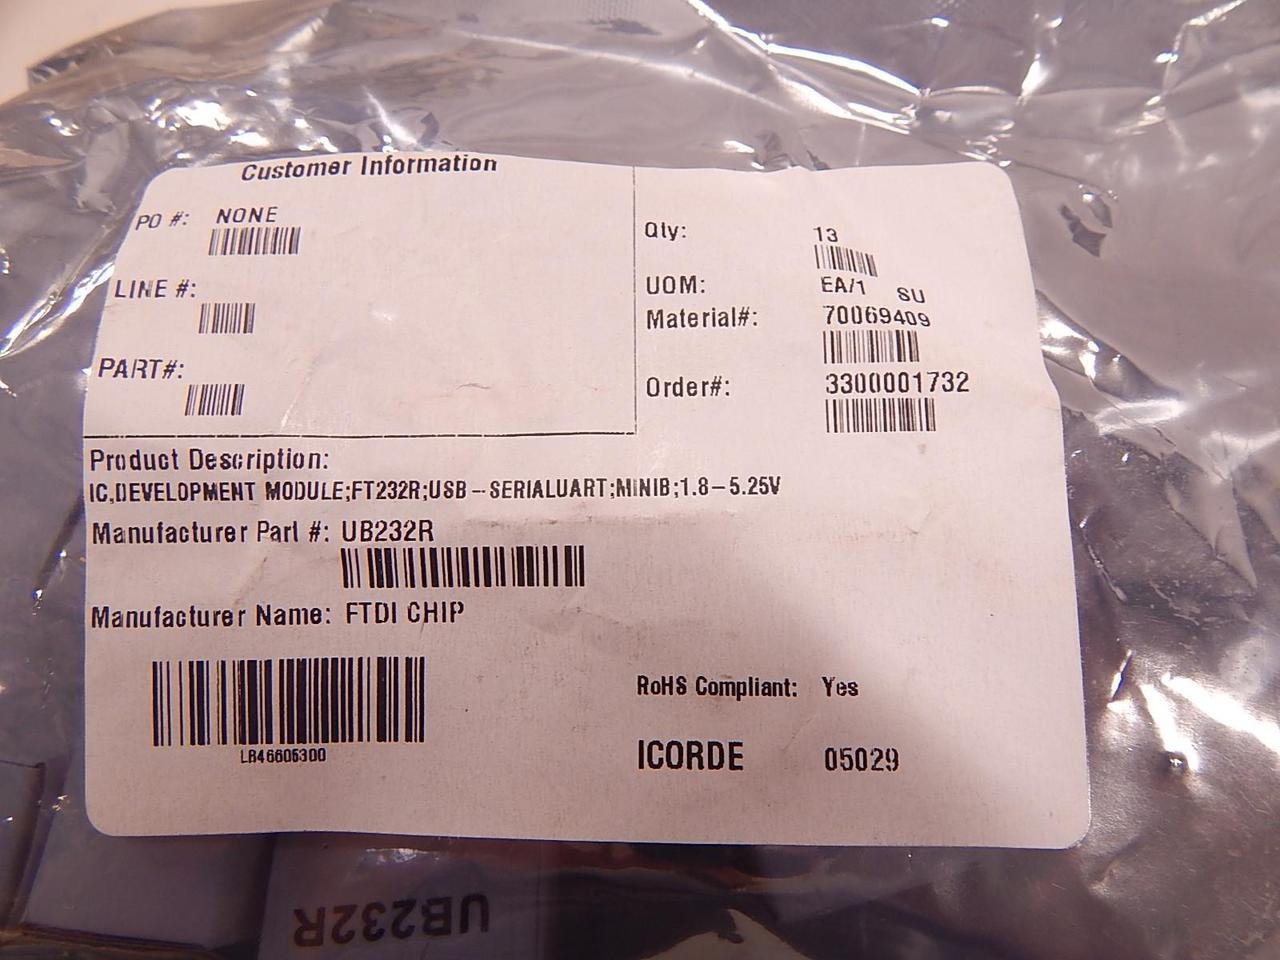 Customer Information
PO #: NONE
LINE #:
PART#:
Qty: 13
UOM: EA/1 SU
Material#: 70069409
Order#: 3300001732
Product Description:
IC,DEVELOPMENT MODULE;FT232R;USB-SERIALUART;MINIB;1.8-5.25V
Manufacturer Part #: UB232R
Manufacturer Name: FTDI CHIP
LR46605300
RoHS Compliant: Yes
ICORDE 05029
UB232R